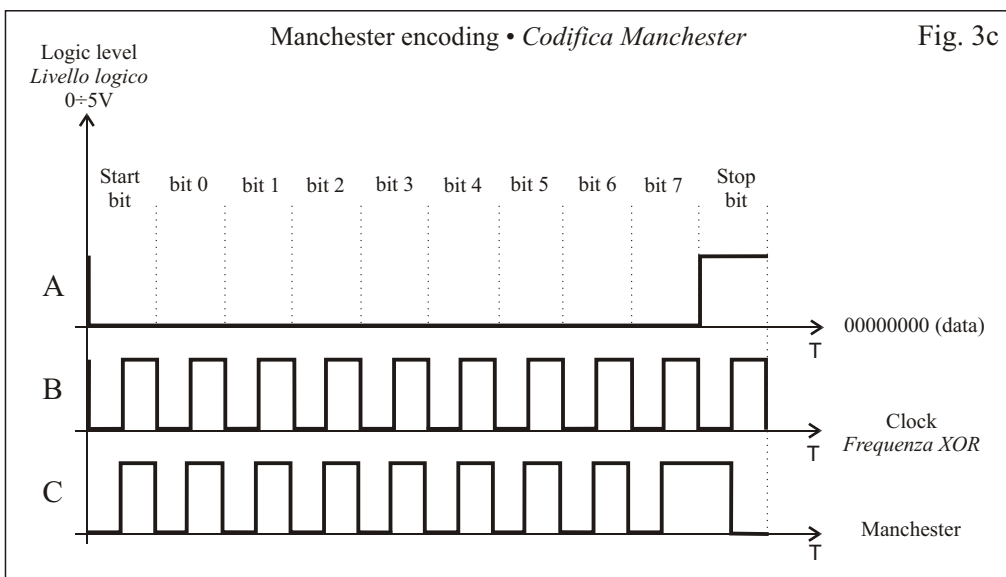 Manchester encoding • Codifica Manchester
Fig. 3c
Logic level
Livello logico
0÷5V
Start
bit
bit 0
bit 1
bit 2
bit 3
bit 4
bit 5
bit 6
bit 7
Stop
bit
A
T
00000000 (data)
B
T
Clock
Frequenza XOR
C
T
Manchester